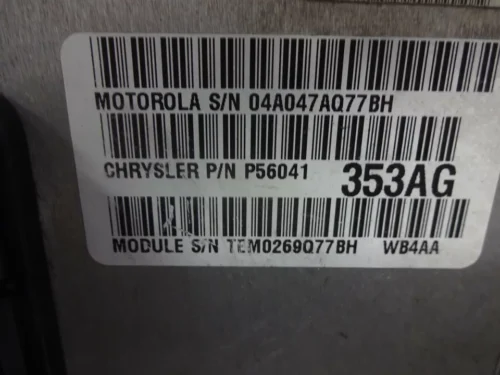 MOTOROLA S/N 04A047AQ77BH
CHRYSLER P/N P56041 353AG
MODULE S/N TEM0269Q77BH WB4AA